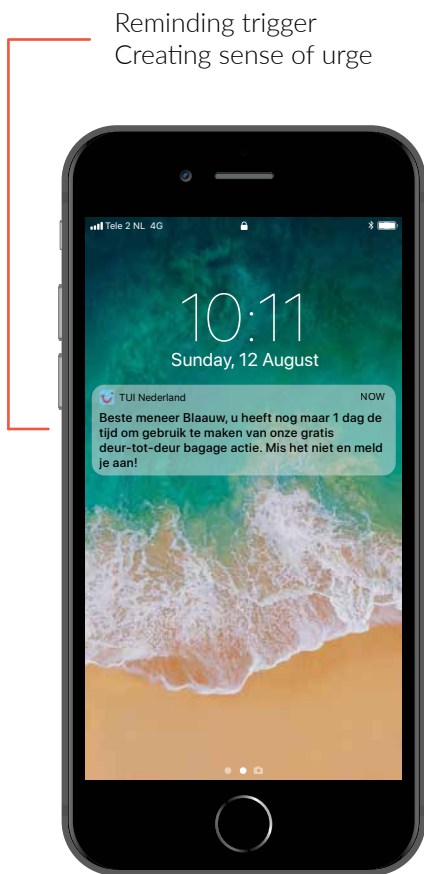 Reminding trigger
Creating sense of urge
Tele 2 NL 4G
10:11
Sunday, 12 August
TUI Nederland NOW
Beste meneer Blaauw, u heeft nog maar 1 dag de
tijd om gebruik te maken van onze gratis
deur-tot-deur bagage actie. Mis het niet en meld
je aan!